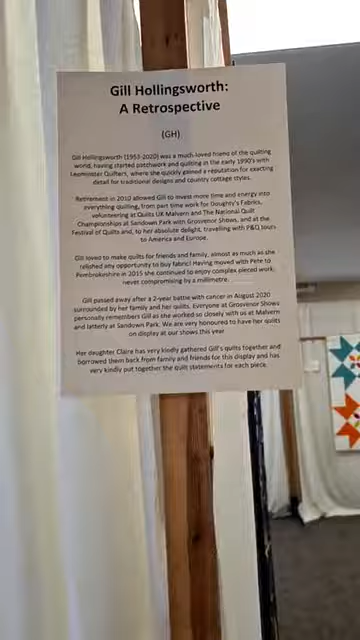 Gill Hollingsworth:
A Retrospective
(GH)
Gill Hollingsworth (1953-2020) was a much-loved friend of the quilting
world, having started patchwork and quilting in the early 1990's with
Leominster Quilters, where she quickly gained a reputation for exacting
detail for traditional designs and country cottage styles.
Retirement in 2010 allowed Gill to invest more time and energy into
everything quilting, from part time work for Doughty's Fabrics,
volunteering at Quilts UK Malvern and The National Quilt
Championships at Sandown Park with Grosvenor Shows, and at the
Festival of Quilts and, to her absolute delight, travelling with P&Q tours
to America and Europe.
Gill loved to make quilts for friends and family, almost as much as she
relished any opportunity to buy fabric! Having moved with Pete to
Pembrokeshire in 2015 she continued to enjoy complex pieced work,
never compromising by a millimetre.
Gill passed away after a 2-year battle with cancer in August 2020
surrounded by her family and her quilts. Everyone at Grosvenor Shows
personally remembers Gill as she worked so closely with us at Malvern
and latterly at Sandown Park. We are very honoured to have her quilts
on display at our shows this year
Her daughter Claire has very kindly gathered Gill's quilts together and
borrowed them back from family and friends for this display and has
very kindly put together the quilt statements for each piece.